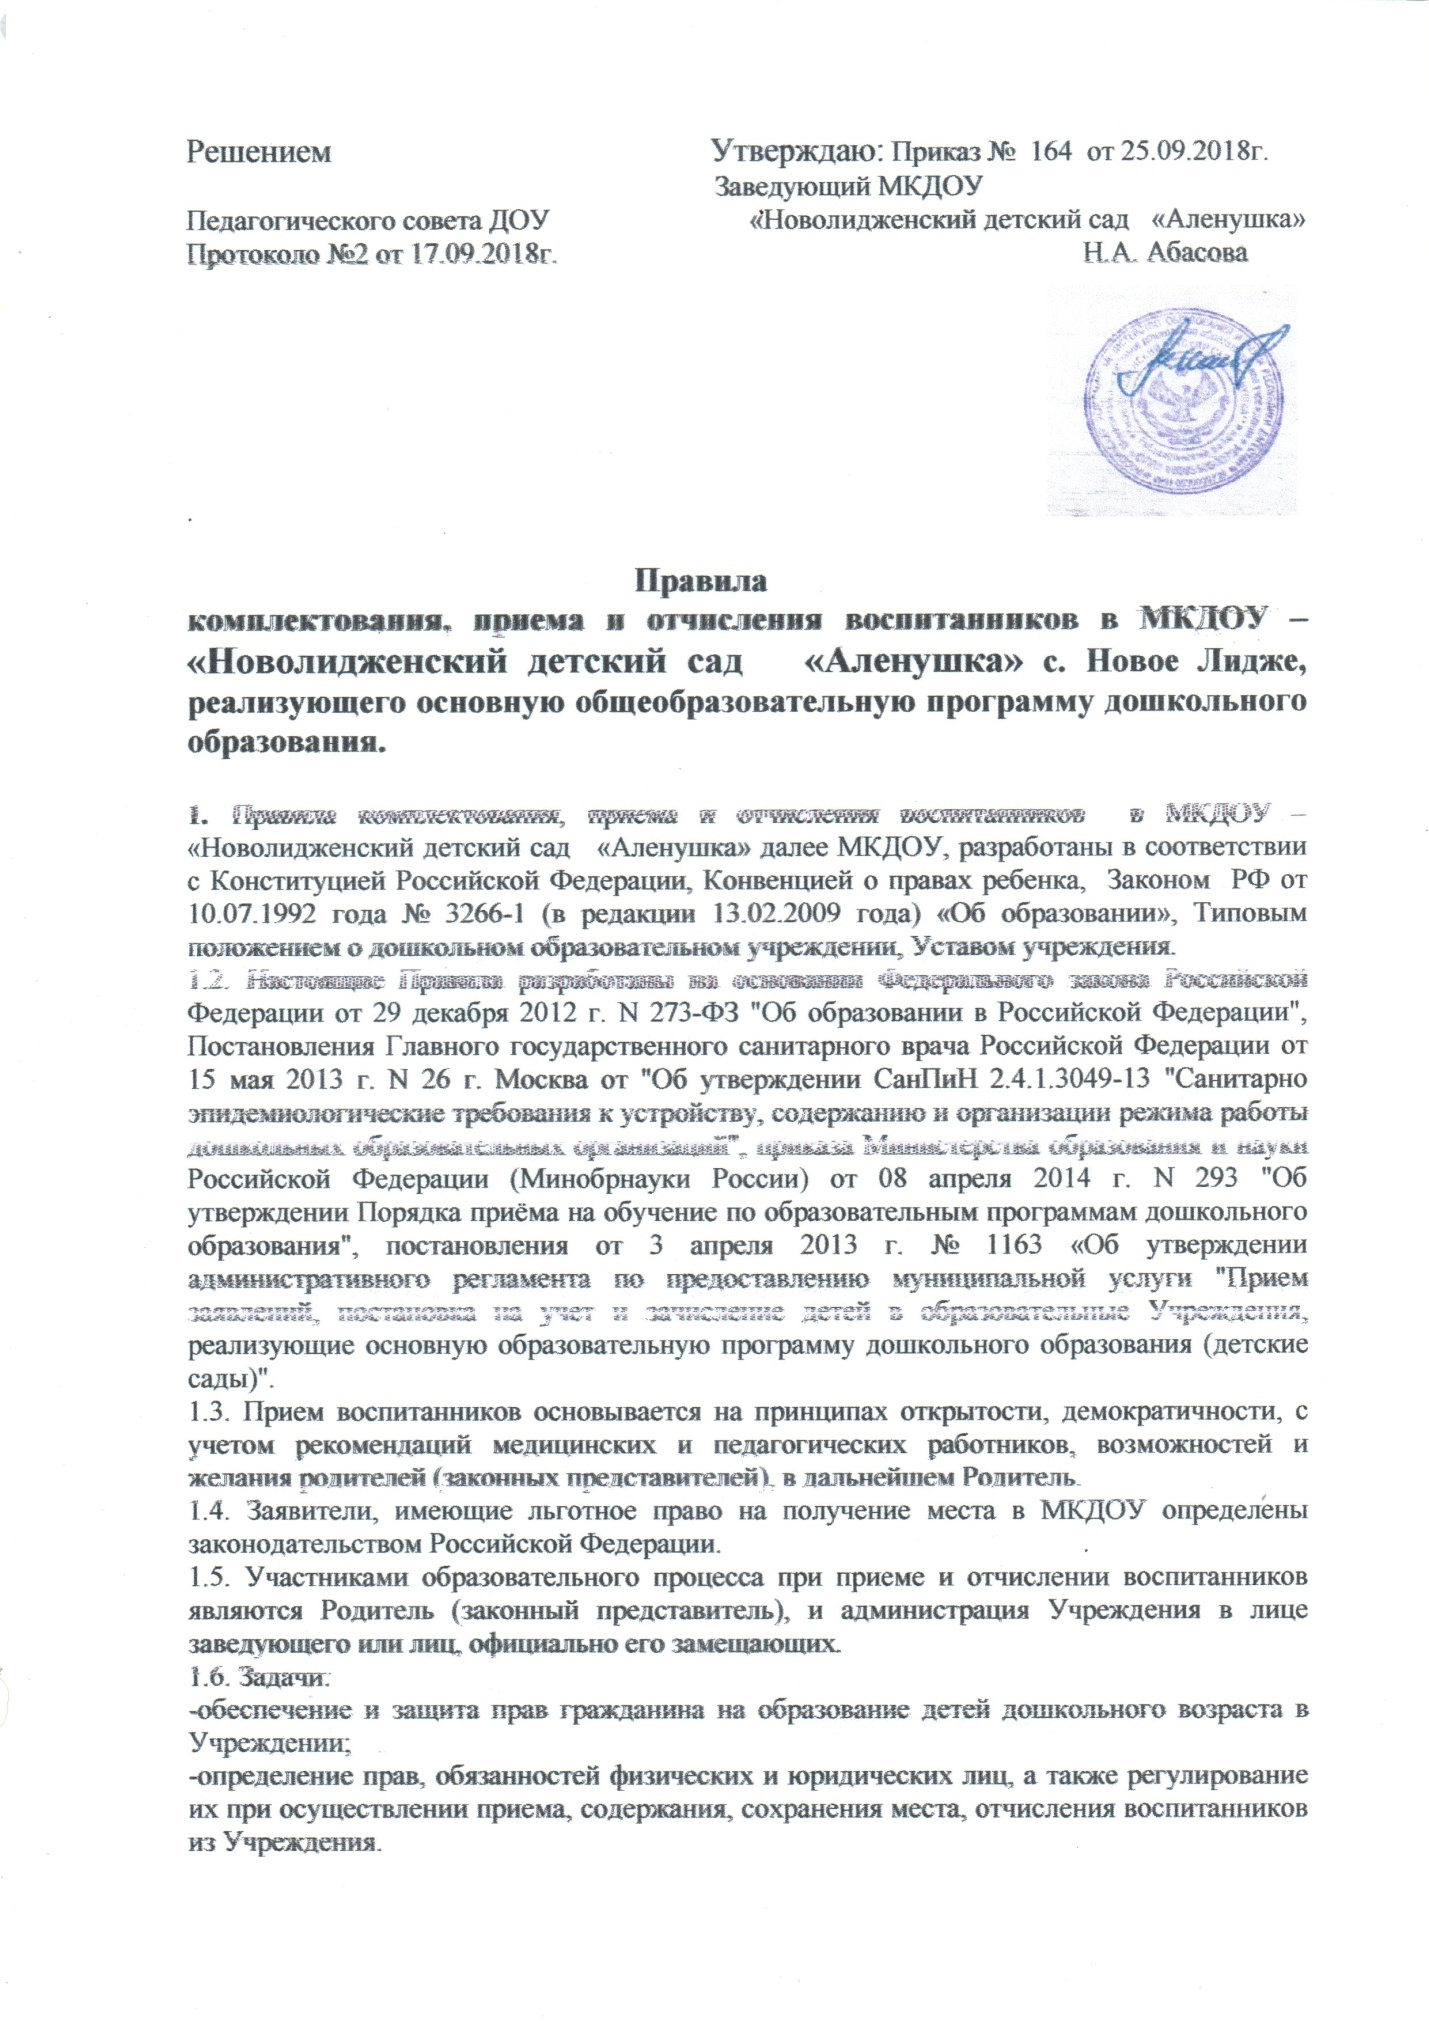 Решением Утверждаю: Приказ № 164 от 25.09.2018г.
Заведующий МКДОУ
Педагогического совета ДОУ «Новолидженский детский сад «Аленушка»
Протоколо №2 от 17.09.2018г. Н.А. Абасова
Правила
комплектования, приема и отчисления воспитанников в МКДОУ –
«Новолидженский детский сад «Аленушка» с. Новое Лидже,
реализующего основную общеобразовательную программу дошкольного
образования.
1. Правила комплектования, приема и отчисления воспитанников в МКДОУ –
«Новолидженский детский сад «Аленушка» далее МКДОУ, разработаны в соответствии
с Конституцией Российской Федерации, Конвенцией о правах ребенка, Законом РФ от
10.07.1992 года № 3266-1 (в редакции 13.02.2009 года) «Об образовании», Типовым
положением о дошкольном образовательном учреждении, Уставом учреждения.
1.2. Настоящие Правила разработаны на основании Федерального закона Российской
Федерации от 29 декабря 2012 г. N 273-ФЗ "Об образовании в Российской Федерации",
Постановления Главного государственного санитарного врача Российской Федерации от
15 мая 2013 г. N 26 г. Москва от "Об утверждении СанПиН 2.4.1.3049-13 "Санитарно
эпидемиологические требования к устройству, содержанию и организации режима работы
дошкольных образовательных организаций", приказа Министерства образования и науки
Российской Федерации (Минобрнауки России) от 08 апреля 2014 г. N 293 "Об
утверждении Порядка приёма на обучение по образовательным программам дошкольного
образования", постановления от 3 апреля 2013 г. № 1163 «Об утверждении
административного регламента по предоставлению муниципальной услуги "Прием
заявлений, постановка на учет и зачисление детей в образовательные Учреждения,
реализующие основную образовательную программу дошкольного образования (детские
сады)".
1.3. Прием воспитанников основывается на принципах открытости, демократичности, с
учетом рекомендаций медицинских и педагогических работников, возможностей и
желания родителей (законных представителей), в дальнейшем Родитель.
1.4. Заявители, имеющие льготное право на получение места в МКДОУ определены
законодательством Российской Федерации.
1.5. Участниками образовательного процесса при приеме и отчислении воспитанников
являются Родитель (законный представитель), и администрация Учреждения в лице
заведующего или лиц, официально его замещающих.
1.6. Задачи:
-обеспечение и защита прав гражданина на образование детей дошкольного возраста в
Учреждении;
-определение прав, обязанностей физических и юридических лиц, а также регулирование
их при осуществлении приема, содержания, сохранения места, отчисления воспитанников
из Учреждения.